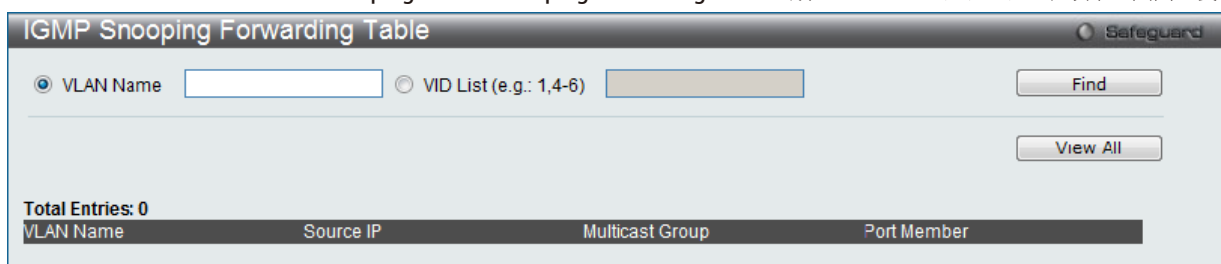 IGMP Snooping Forwarding Table Safeguard
VLAN Name VID List (e.g.: 1,4-6) Find
View All
Total Entries: 0
VLAN Name Source IP Multicast Group Port Member